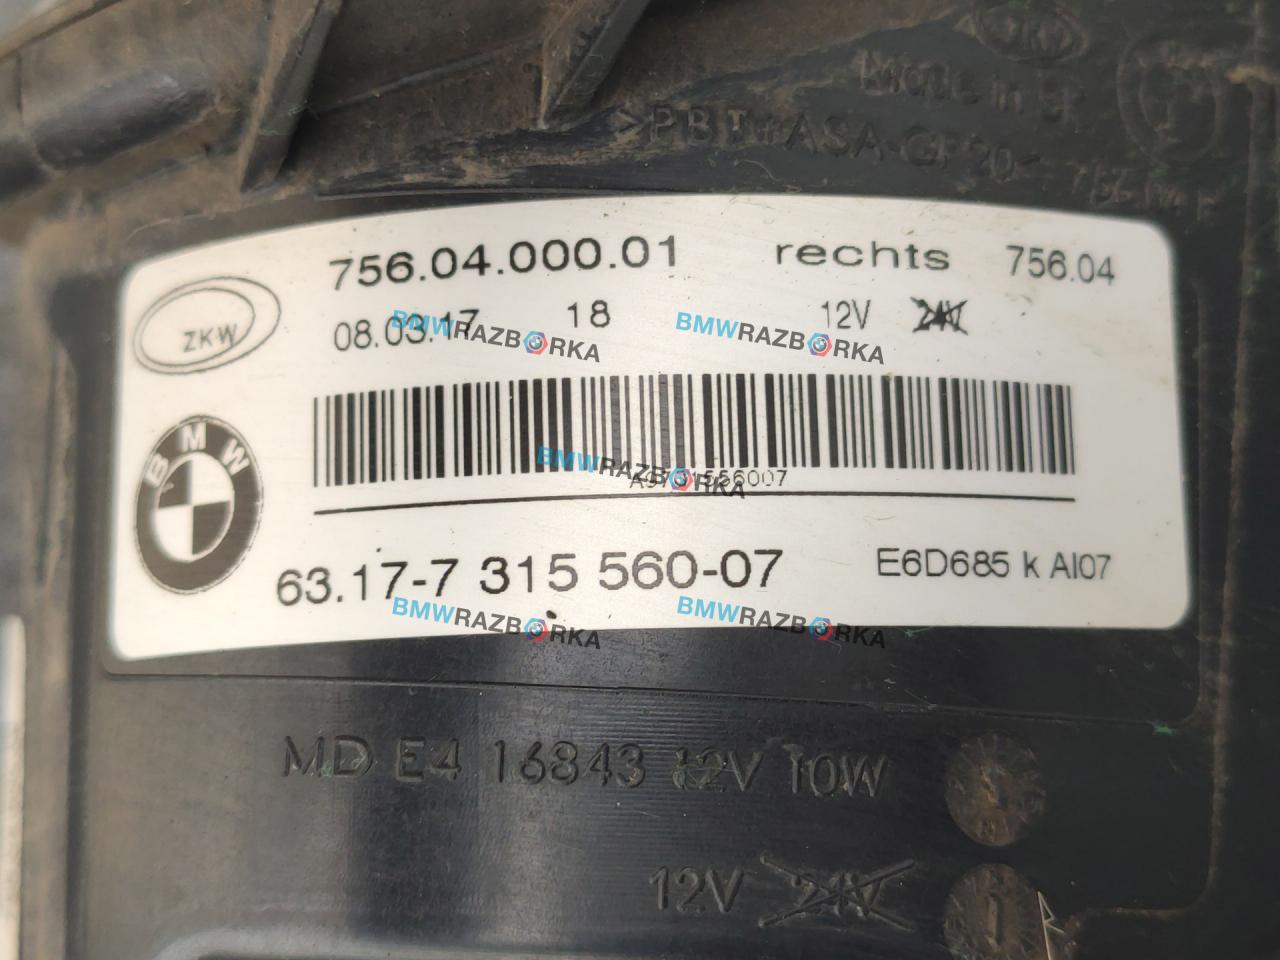 Made in
>PBT+ASA-GF20<
756.04.000.01 rechts 756.04
ZKW 08.03.17 18 12V 24V
BMWRAZBORKA BMWRAZBORKA
BMW
BMWRAZBORKA
63.17-7 315 560-07 E6D685 k AI07
BMWRAZBORKA BMWRAZBORKA
MD E4 16843 12V 10W
12V 24V